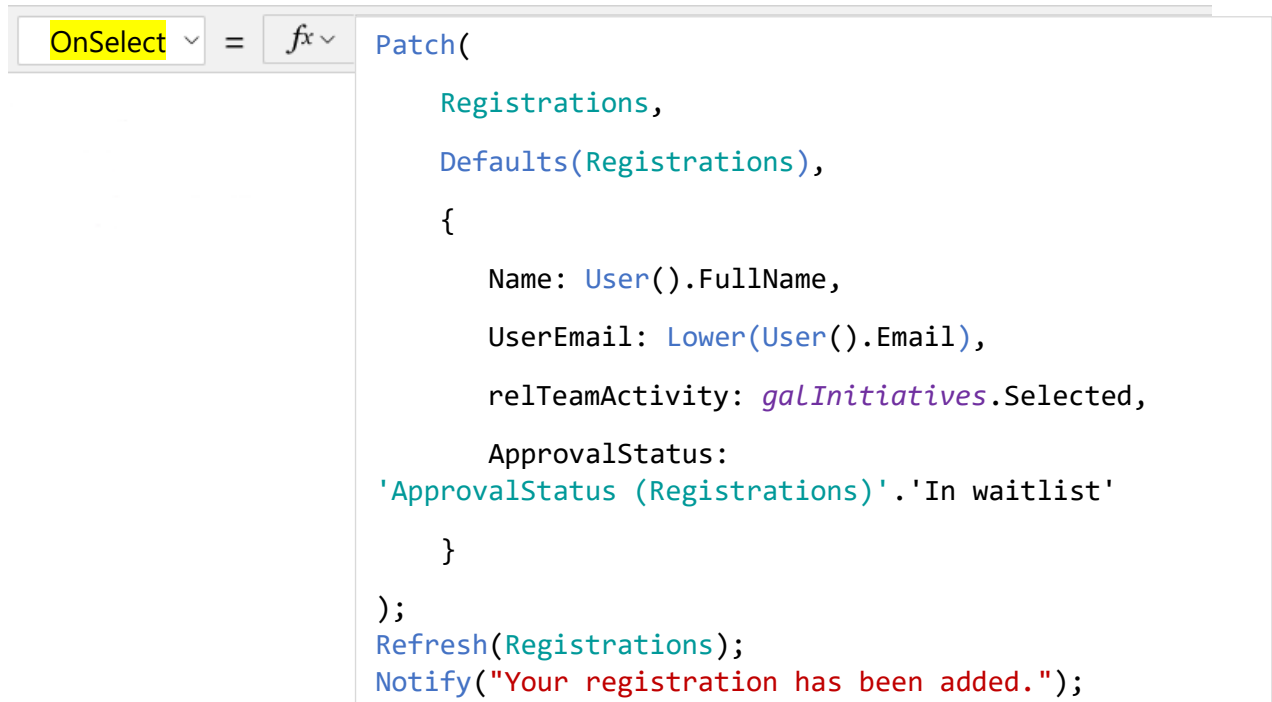 OnSelect = fx Patch(
Registrations,
Defaults(Registrations),
{
Name: User().FullName,
UserEmail: Lower(User().Email),
relTeamActivity: galInitiatives.Selected,
ApprovalStatus:
'ApprovalStatus (Registrations)'.'In waitlist'
}
);
Refresh(Registrations);
Notify("Your registration has been added.");